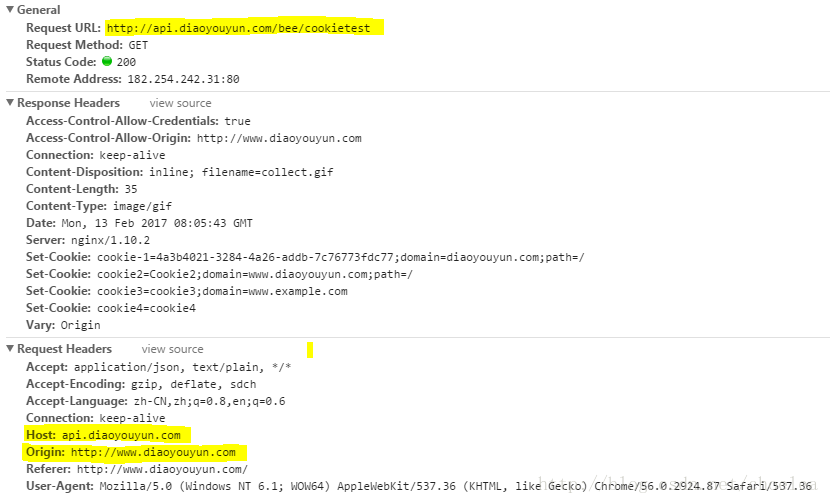 General
Request URL: http://api.diaoyouyun.com/bee/cookietest
Request Method: GET
Status Code: 200
Remote Address: 182.254.242.31:80
Response Headers view source
Access-Control-Allow-Credentials: true
Access-Control-Allow-Origin: http://www.diaoyouyun.com
Connection: keep-alive
Content-Disposition: inline; filename=collect.gif
Content-Length: 35
Content-Type: image/gif
Date: Mon, 13 Feb 2017 08:05:43 GMT
Server: nginx/1.10.2
Set-Cookie: cookie-1=4a3b4021-3284-4a26-addb-7c76773fdc77;domain=diaoyouyun.com;path=/
Set-Cookie: cookie2=Cookie2;domain=www.diaoyouyun.com;path=/
Set-Cookie: cookie3=cookie3;domain=www.example.com
Set-Cookie: cookie4=cookie4
Vary: Origin
Request Headers view source
Accept: application/json, text/plain, */*
Accept-Encoding: gzip, deflate, sdch
Accept-Language: zh-CN,zh;q=0.8,en;q=0.6
Connection: keep-alive
Host: api.diaoyouyun.com
Origin: http://www.diaoyouyun.com
Referer: http://www.diaoyouyun.com/
User-Agent: Mozilla/5.0 (Windows NT 6.1; WOW64) AppleWebKit/537.36 (KHTML, like Gecko) Chrome/56.0.2924.87 Safari/537.36